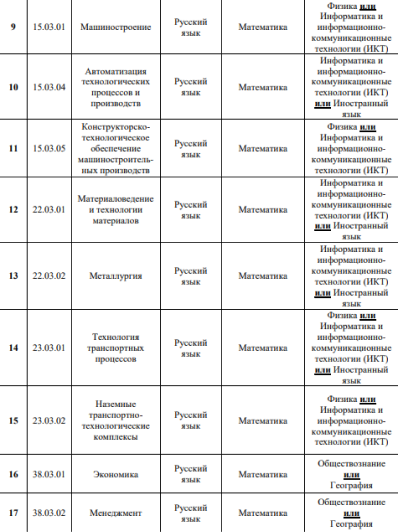 9 15.03.01 Машиностроение Русский язык Математика Физика или Информатика и информационно-коммуникационные технологии (ИКТ)
10 15.03.04 Автоматизация технологических процессов и производств Русский язык Математика Информатика и информационно-коммуникационные технологии (ИКТ) или Иностранный язык
11 15.03.05 Конструкторско-технологическое обеспечение машиностроитель-ных производств Русский язык Математика Физика или Информатика и информационно-коммуникационные технологии (ИКТ)
12 22.03.01 Материаловедение и технологии материалов Русский язык Математика Информатика и информационно-коммуникационные технологии (ИКТ) или Иностранный язык
13 22.03.02 Металлургия Русский язык Математика Информатика и информационно-коммуникационные технологии (ИКТ) или Иностранный язык
14 23.03.01 Технология транспортных процессов Русский язык Математика Физика или Информатика и информационно-коммуникационные технологии (ИКТ) или Иностранный язык
15 23.03.02 Наземные транспортно-технологические комплексы Русский язык Математика Физика или Информатика и информационно-коммуникационные технологии (ИКТ)
16 38.03.01 Экономика Русский язык Математика Обществознание или География
17 38.03.02 Менеджмент Русский язык Математика Обществознание или География